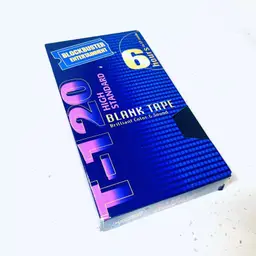 BLOCKBUSTER
ENTERTAINMENT
6
hours
T-120
HIGH
STANDARD
BLANK TAPE
Brilliant Color & Sound